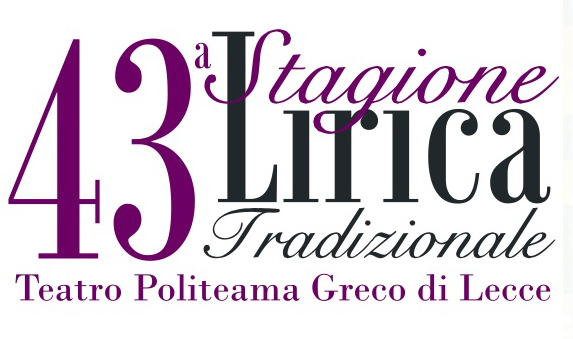 43ª Stagione
Lirica
Tradizionale
Teatro Politeama Greco di Lecce